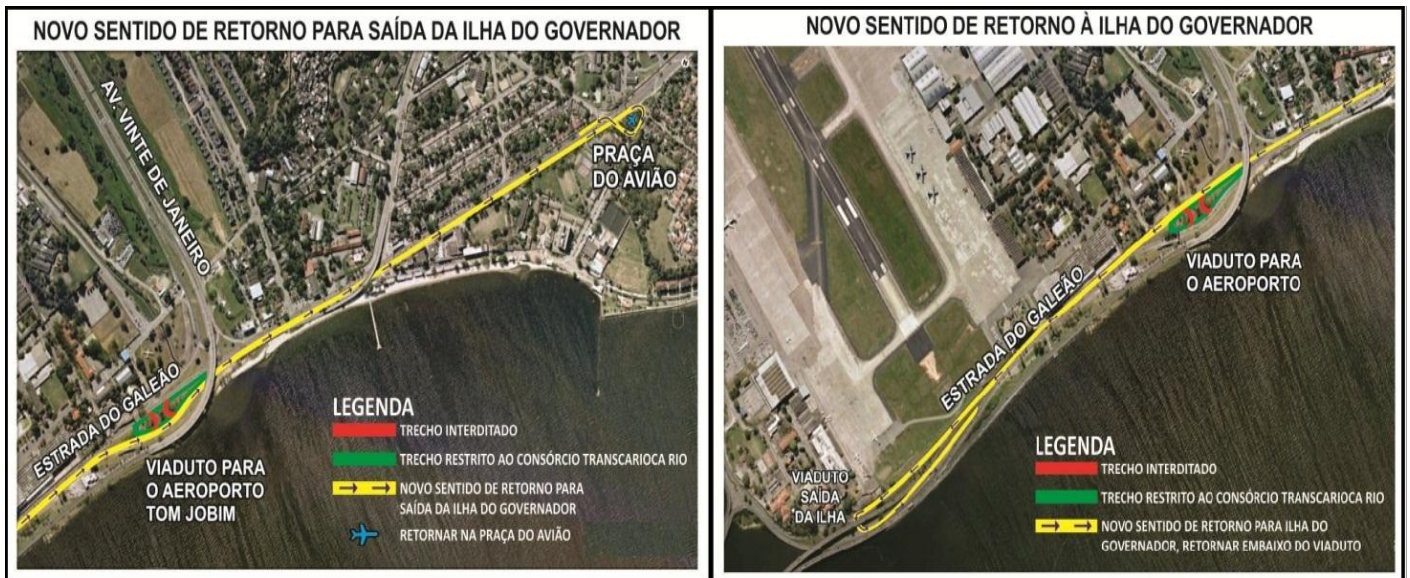 NOVO SENTIDO DE RETORNO PARA SAÍDA DA ILHA DO GOVERNADOR
AV. VINTE DE JANEIRO
PRAÇA
DO AVIÃO
ESTRADA DO GALEÃO
VIADUTO PARA
O AEROPORTO
TOM JOBIM
LEGENDA
TRECHO INTERDITADO
TRECHO RESTRITO AO CONSÓRCIO TRANSCARIOCA RIO
NOVO SENTIDO DE RETORNO PARA
SAÍDA DA ILHA DO GOVERNADOR
RETORNAR NA PRAÇA DO AVIÃO
NOVO SENTIDO DE RETORNO À ILHA DO GOVERNADOR
VIADUTO PARA
O AEROPORTO
ESTRADA DO GALEÃO
VIADUTO
SAÍDA
DA ILHA
LEGENDA
TRECHO INTERDITADO
TRECHO RESTRITO AO CONSÓRCIO TRANSCARIOCA RIO
NOVO SENTIDO DE RETORNO PARA ILHA DO
GOVERNADOR, RETORNAR EMBAIXO DO VIADUTO